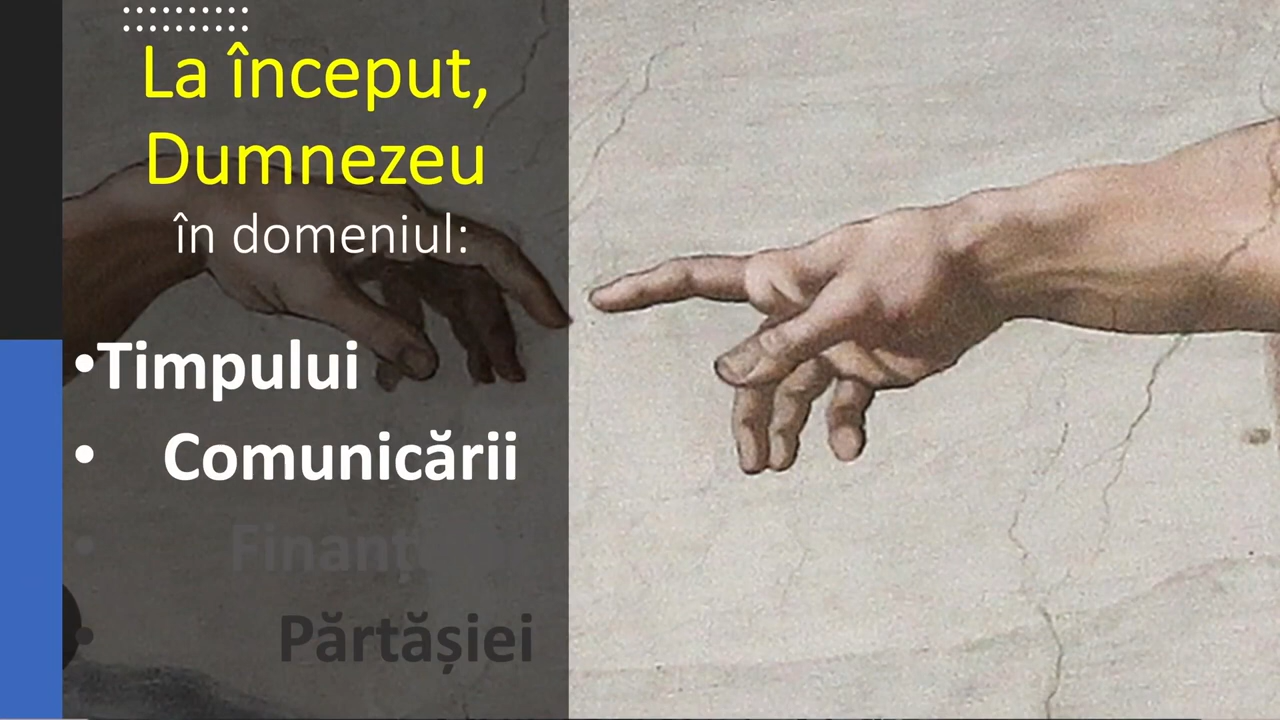 La început,
Dumnezeu
în domeniul:
•Timpului
• Comunicării
• Părtășiei